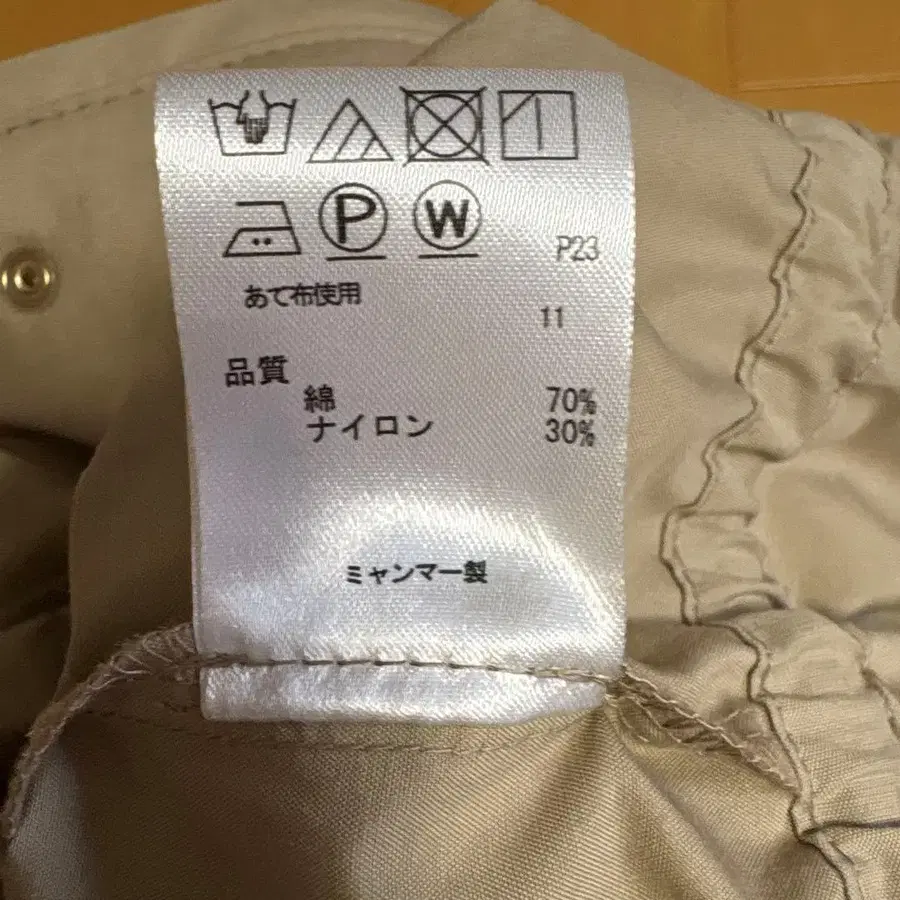 P W
P23
あて布使用
11
品質
綿 70%
ナイロン 30%
ミャンマー製